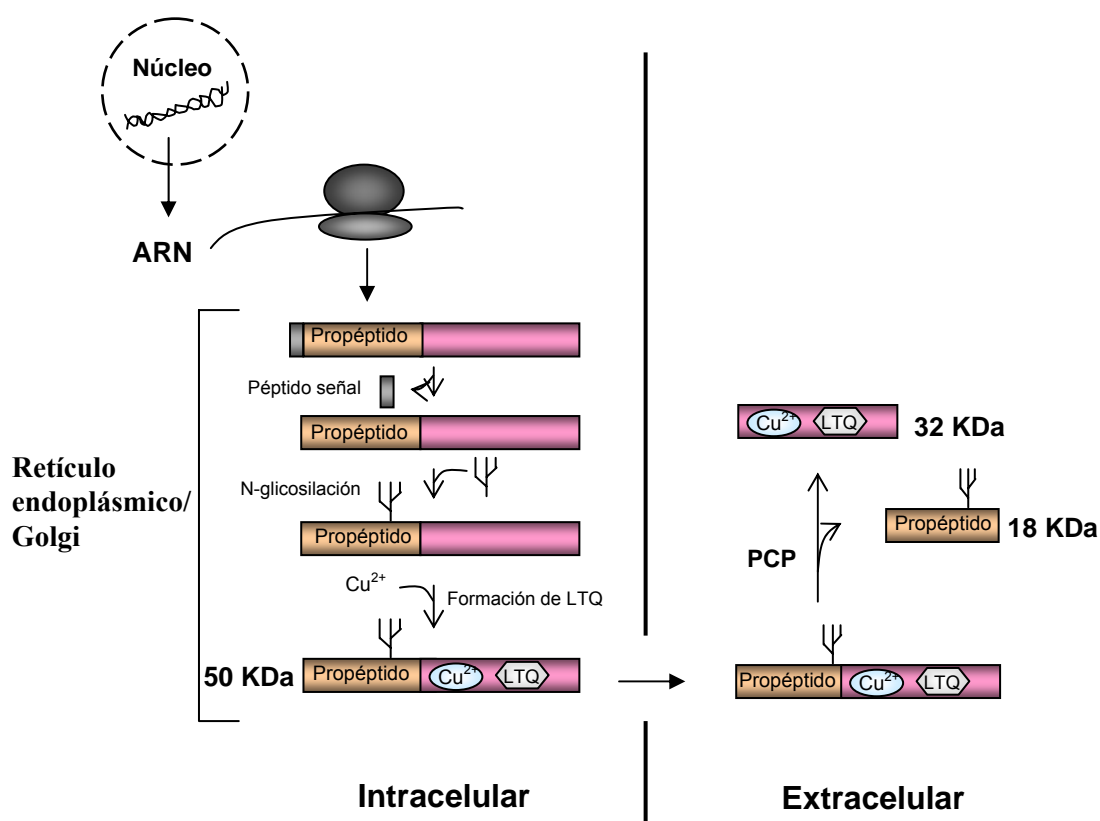 Núcleo
ARN
Propéptido
Péptido señal
Propéptido
N-glicosilación
Propéptido
Cu²⁺
Formación de LTQ
50 KDa
Propéptido
Cu²⁺
LTQ
Retículo
endoplásmico/
Golgi
Intracelular
Cu²⁺
LTQ
32 KDa
Propéptido
18 KDa
PCP
Propéptido
Cu²⁺
LTQ
Extracelular